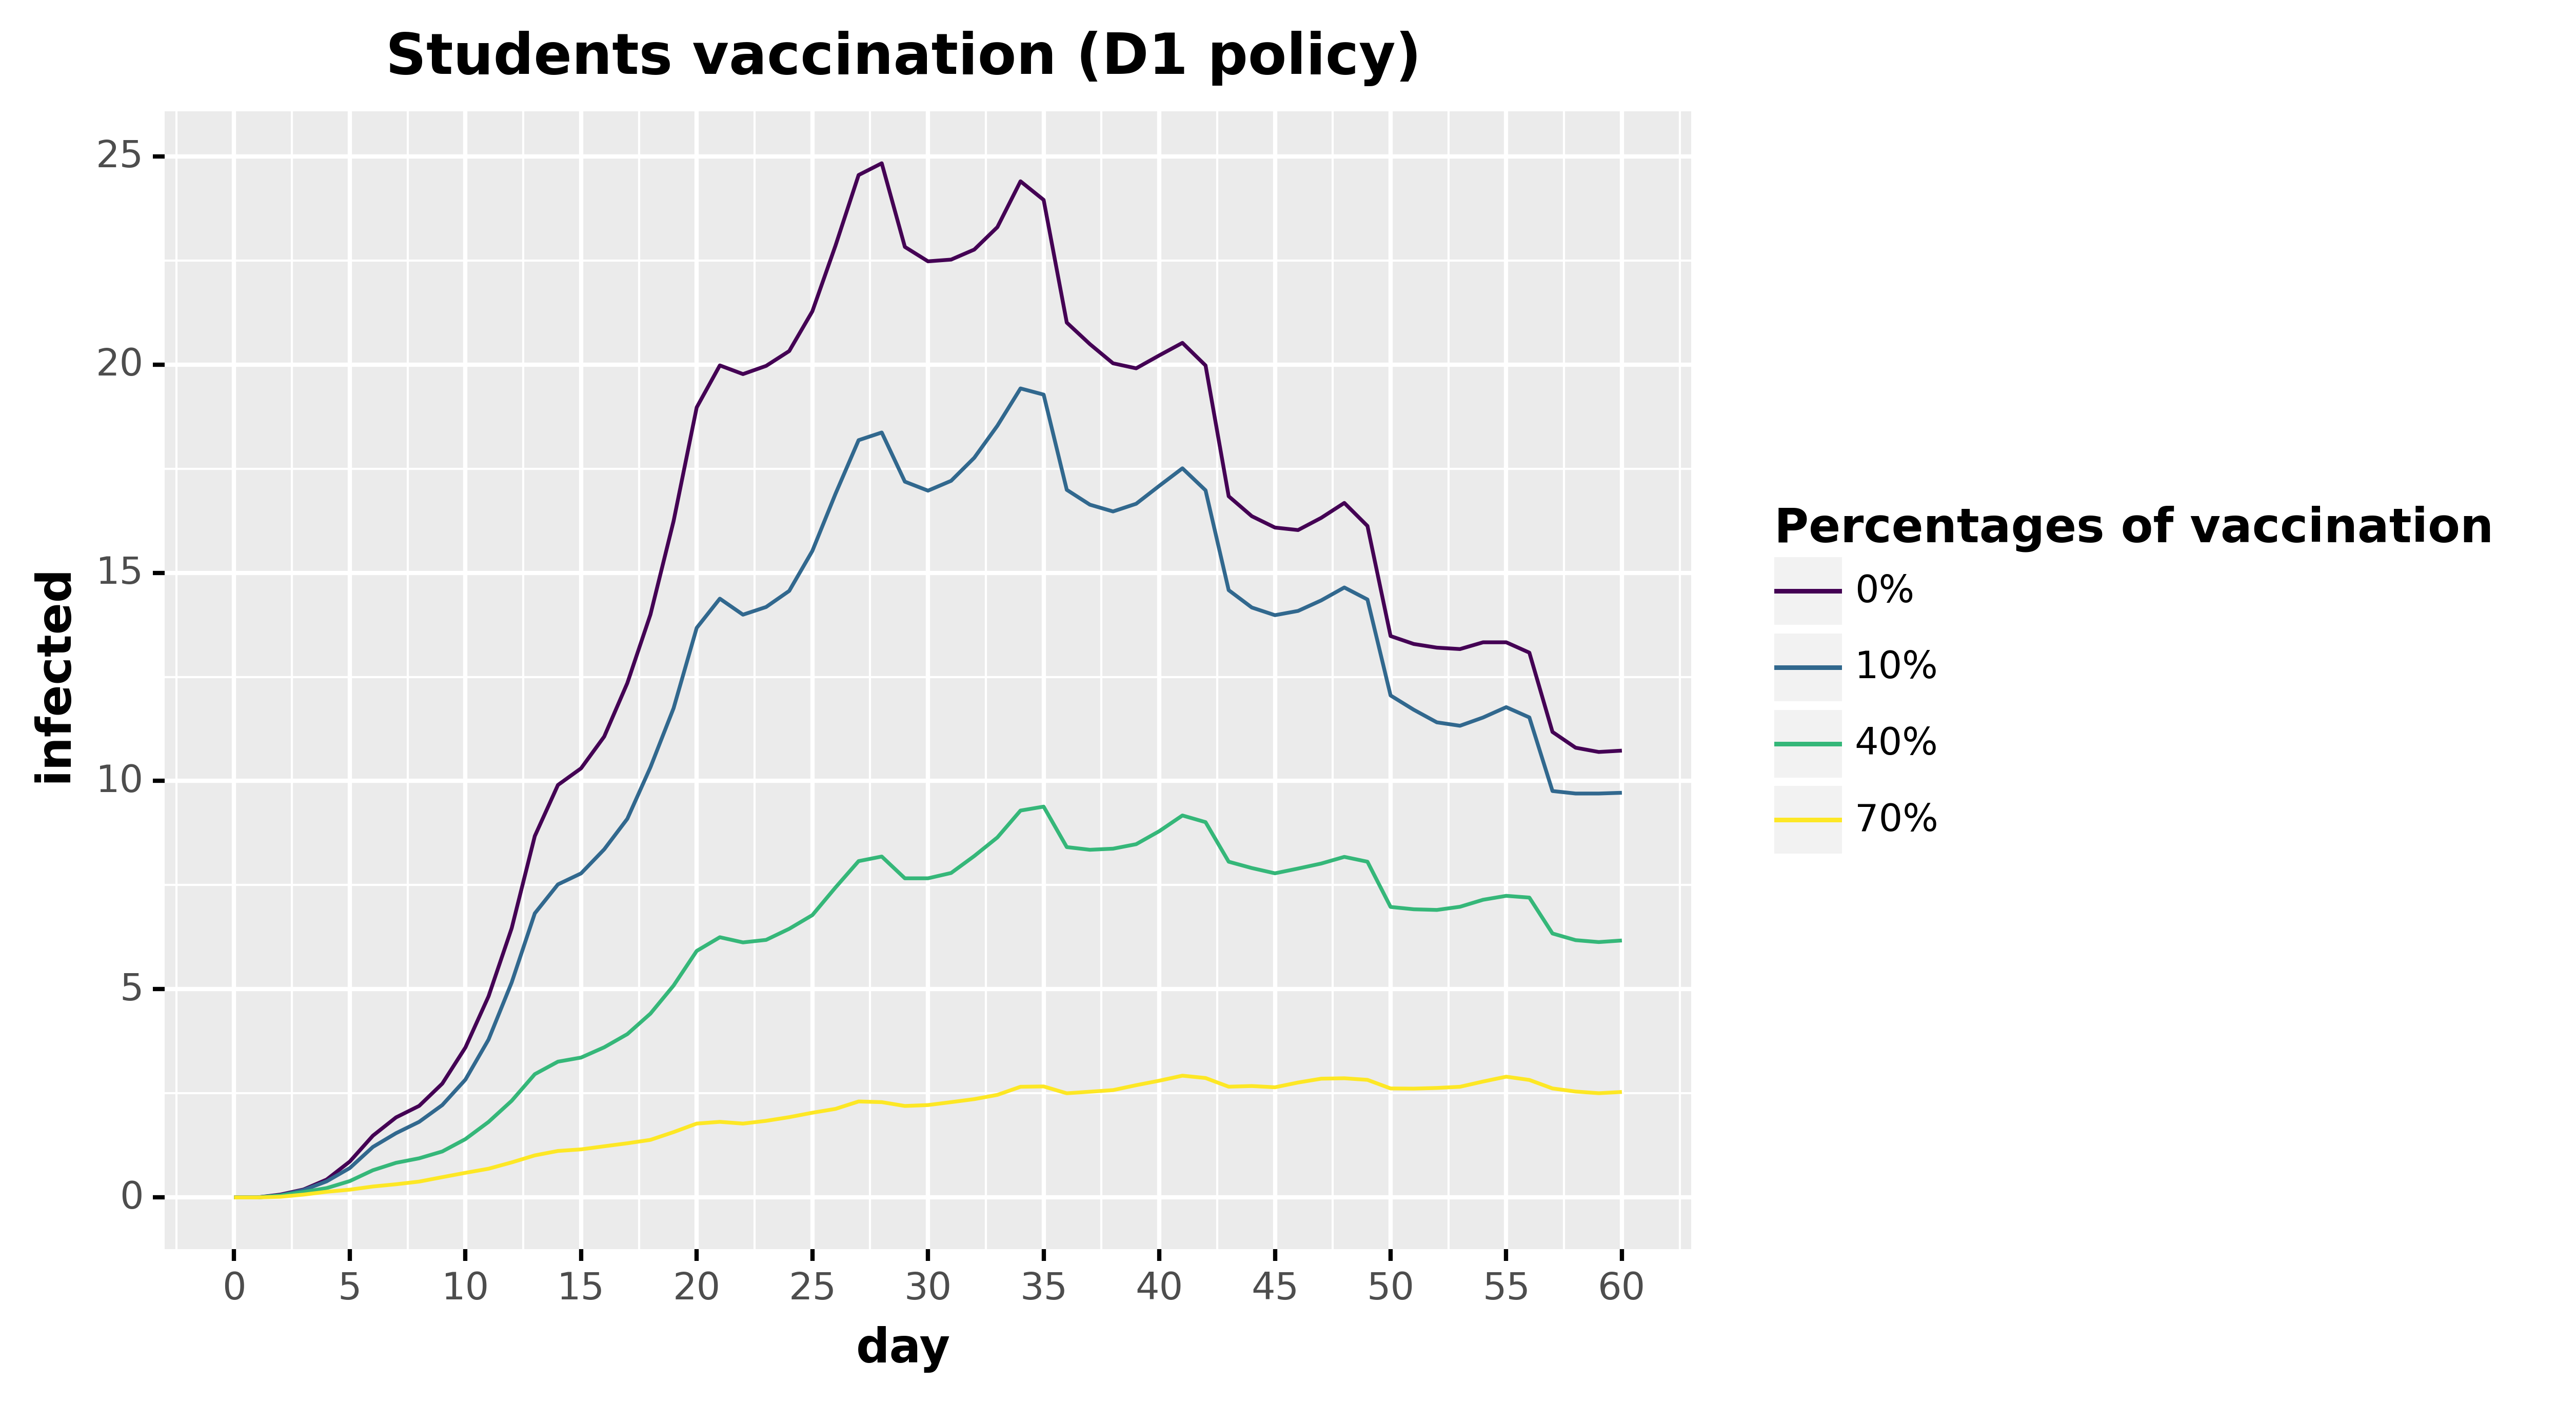 Students vaccination (D1 policy)
25
20
15
10
5
0
infected
0 5 10 15 20 25 30 35 40 45 50 55 60
day
Percentages of vaccination
0%
10%
40%
70%